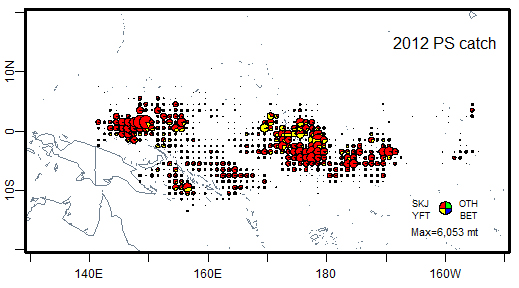 2012 PS catch
10N
0
10S
SKJ OTH
YFT BET
Max=6,053 mt
140E 160E 180 160W